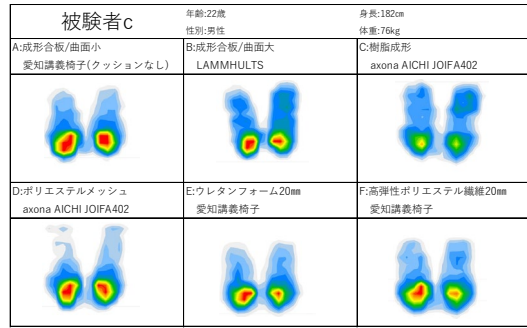 被験者c
年齢:22歳
身長:182㎝
性別:男性
体重:76kg
A:成形合板/曲面小
愛知講義椅子(クッションなし)
B:成形合板/曲面大
LAMMHULTS
C:樹脂成形
axona AICHI JOIFA402
D:ポリエステルメッシュ
axona AICHI JOIFA402
E:ウレタンフォーム20㎜
愛知講義椅子
F:高弾性ポリエステル繊維20㎜
愛知講義椅子